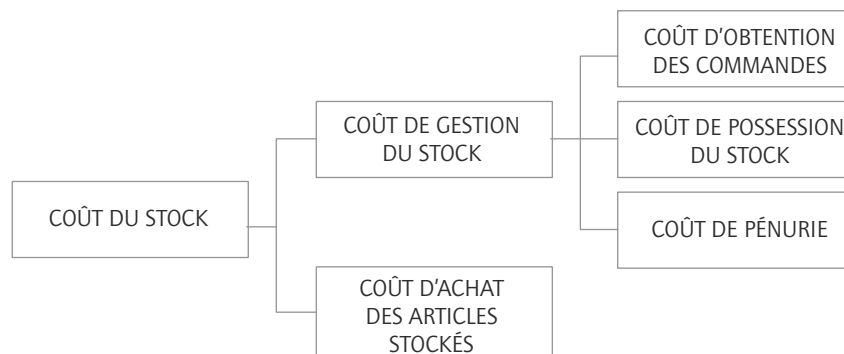 COÛT D'OBTENTION
DES COMMANDES
COÛT DE GESTION
DU STOCK
COÛT DE POSSESSION
DU STOCK
COÛT DU STOCK
COÛT DE PÉNURIE
COÛT D'ACHAT
DES ARTICLES
STOCKÉS